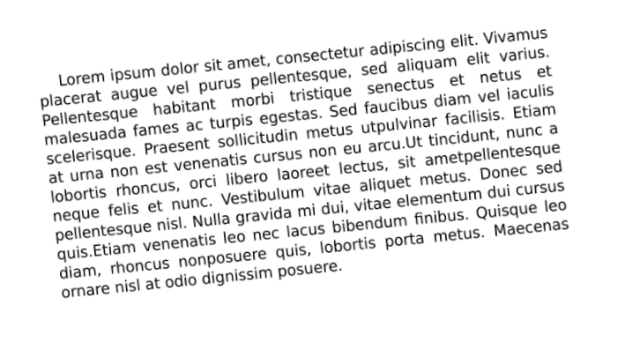 Lorem ipsum dolor sit amet, consectetur adipiscing elit. Vivamus
placerat augue vel purus pellentesque, sed aliquam elit varius.
Pellentesque habitant morbi tristique senectus et netus et
malesuada fames ac turpis egestas. Sed faucibus diam vel iaculis
scelerisque. Praesent sollicitudin metus utpulvinar facilisis. Etiam
at urna non est venenatis cursus non eu arcu.Ut tincidunt, nunc a
lobortis rhoncus, orci libero laoreet lectus, sit ametpellentesque
neque felis et nunc. Vestibulum vitae aliquet metus. Donec sed
pellentesque nisl. Nulla gravida mi dui, vitae elementum dui cursus
quis.Etiam venenatis leo nec lacus bibendum finibus. Quisque leo
diam, rhoncus nonposuere quis, lobortis porta metus. Maecenas
ornare nisl at odio dignissim posuere.